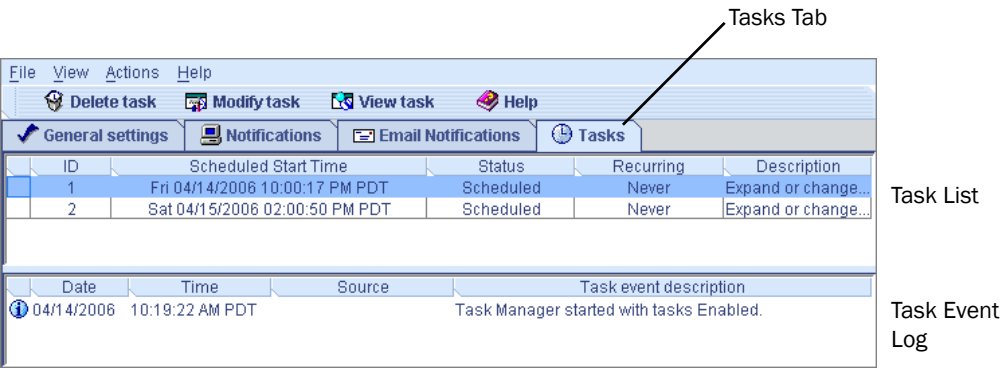 Tasks Tab
File View Actions Help
Delete task Modify task View task Help
General settings Notifications Email Notifications Tasks
ID Scheduled Start Time Status Recurring Description
1 Fri 04/14/2006 10:00:17 PM PDT Scheduled Never Expand or change...
2 Sat 04/15/2006 02:00:50 PM PDT Scheduled Never Expand or change...
Task List
Date Time Source Task event description
04/14/2006 10:19:22 AM PDT Task Manager started with tasks Enabled.
Task Event
Log